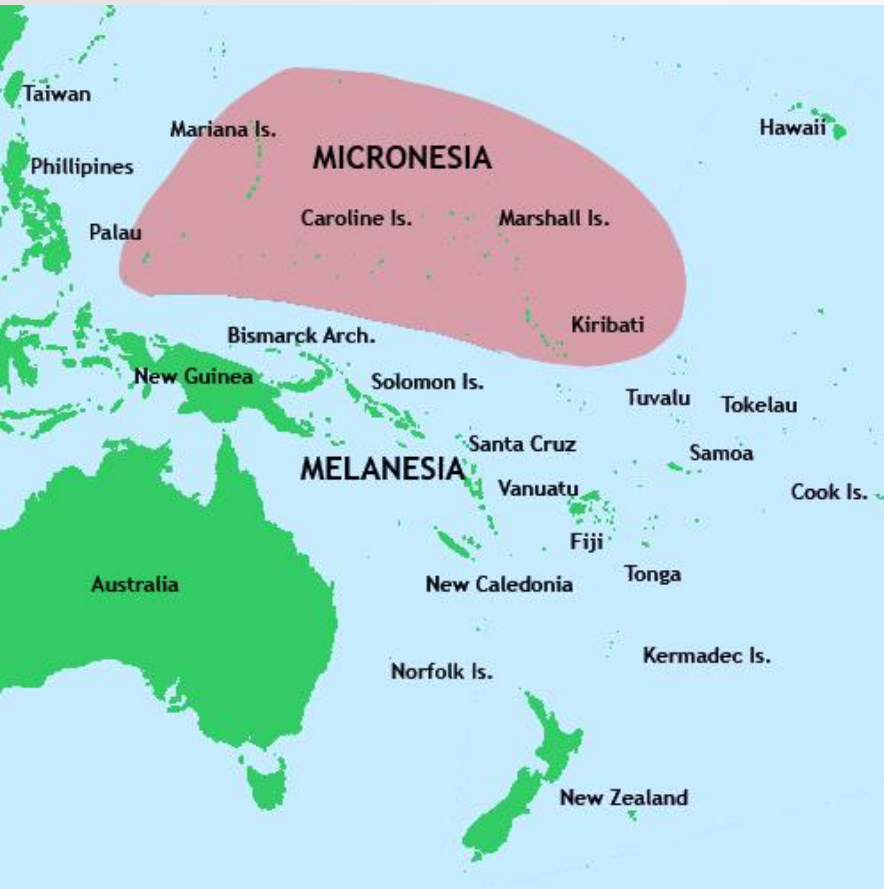 Taiwan
Mariana Is.
Hawaii
MICRONESIA
Phillipines
Caroline Is.
Marshall Is.
Palau
Kiribati
Bismarck Arch.
New Guinea
Solomon Is.
Tuvalu
Tokelau
Santa Cruz
Samoa
MELANESIA
Vanuatu
Cook Is.
Fiji
Tonga
Australia
New Caledonia
Kermadec Is.
Norfolk Is.
New Zealand